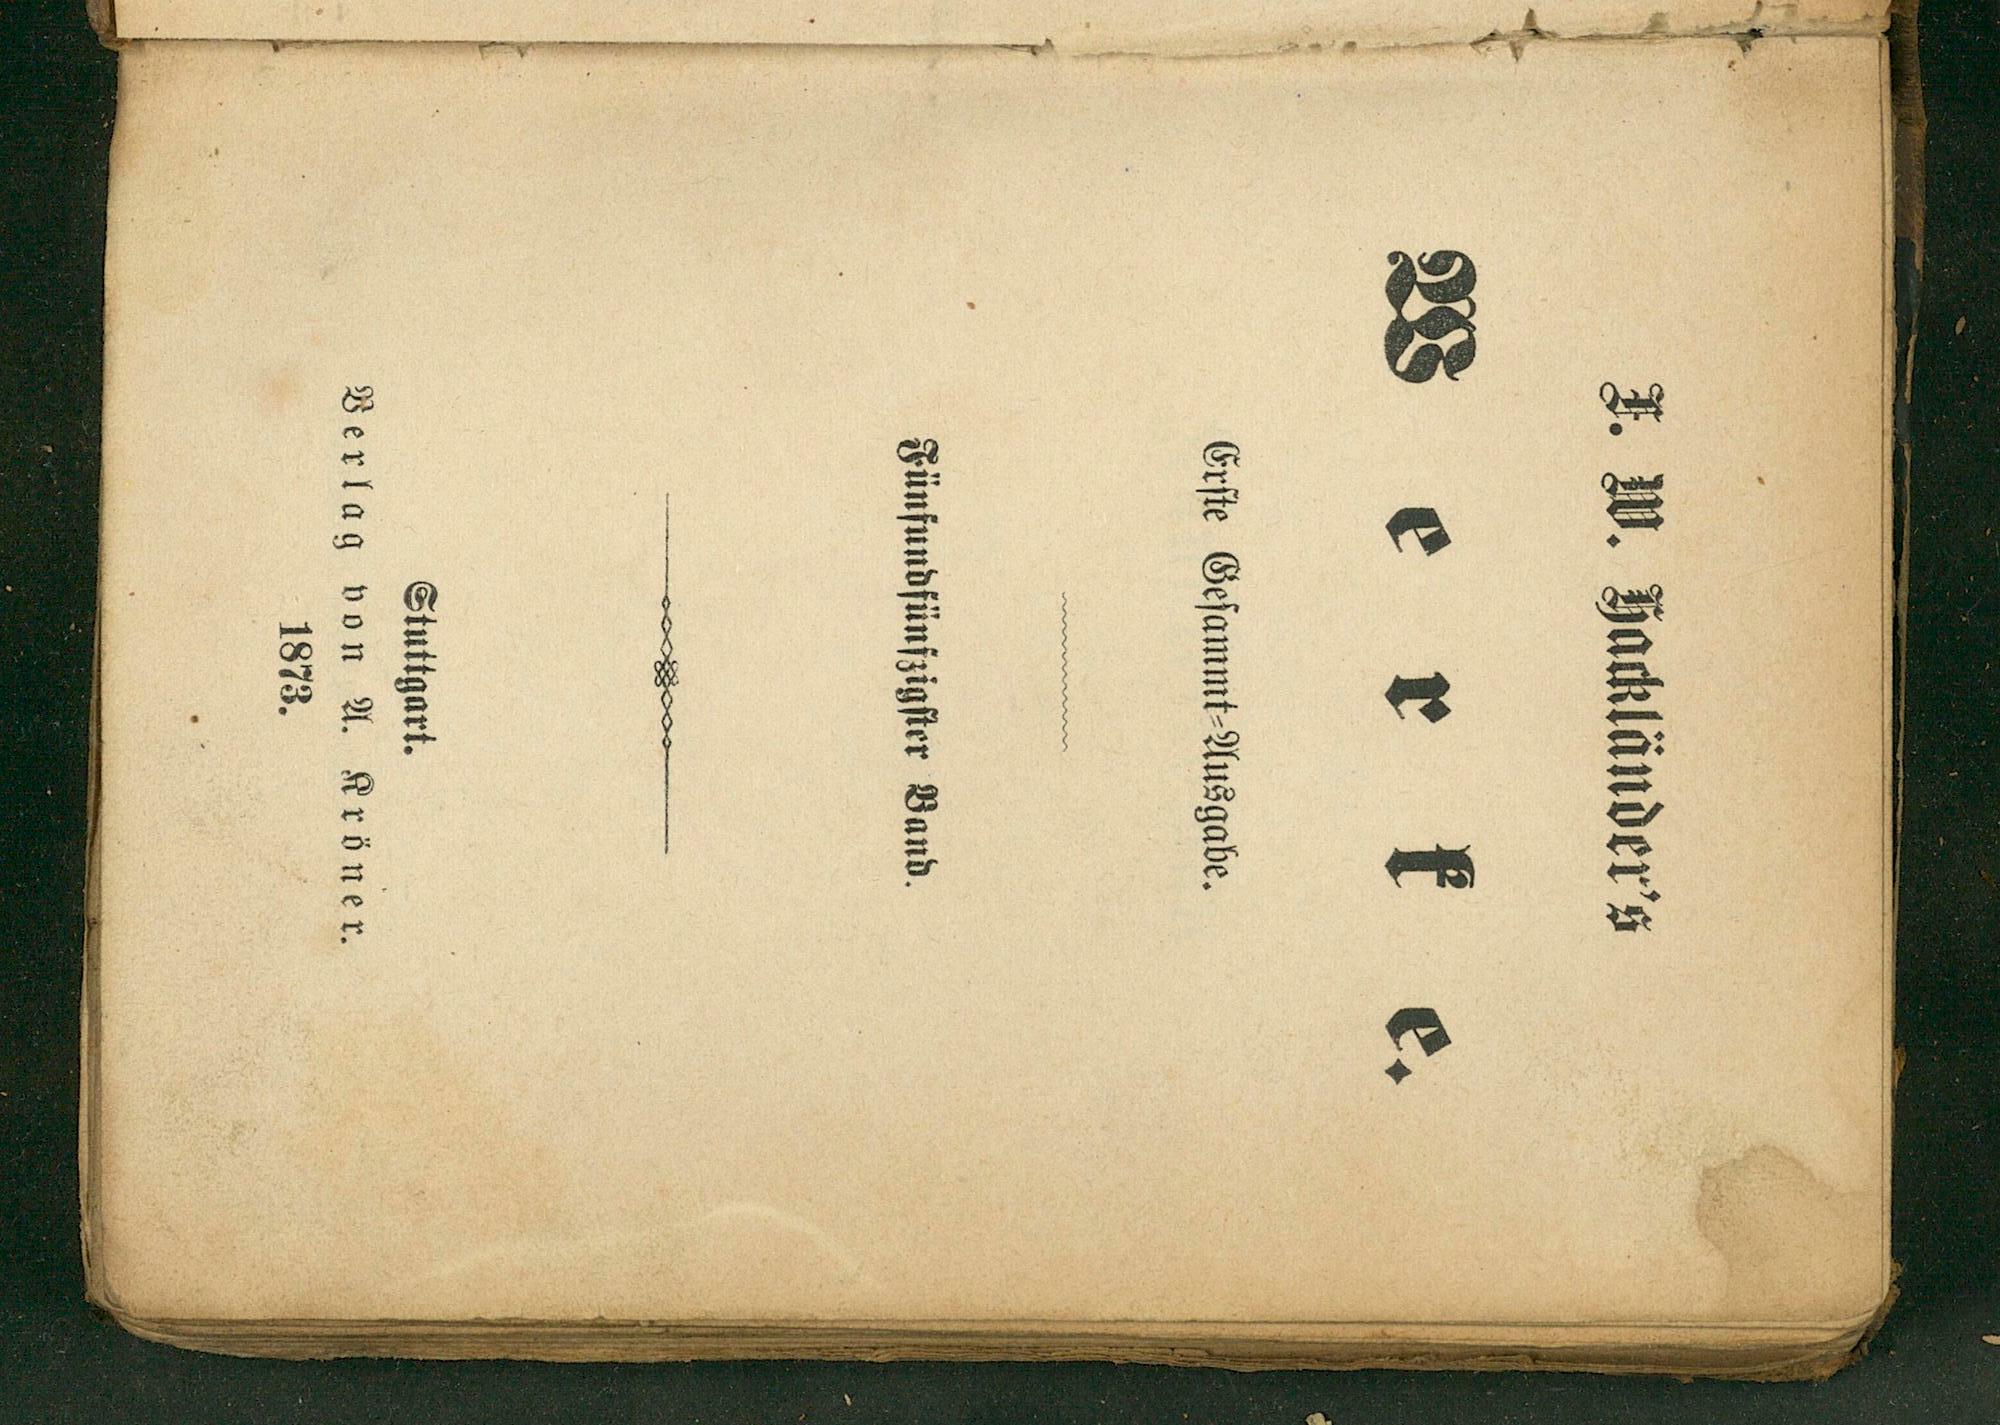 F. W. Hackländer's
Werke.
Erste Gesammt-Ausgabe.
Fünfundfünfzigster Band.
Stuttgart.
Verlag von A. Kröner.
1873.